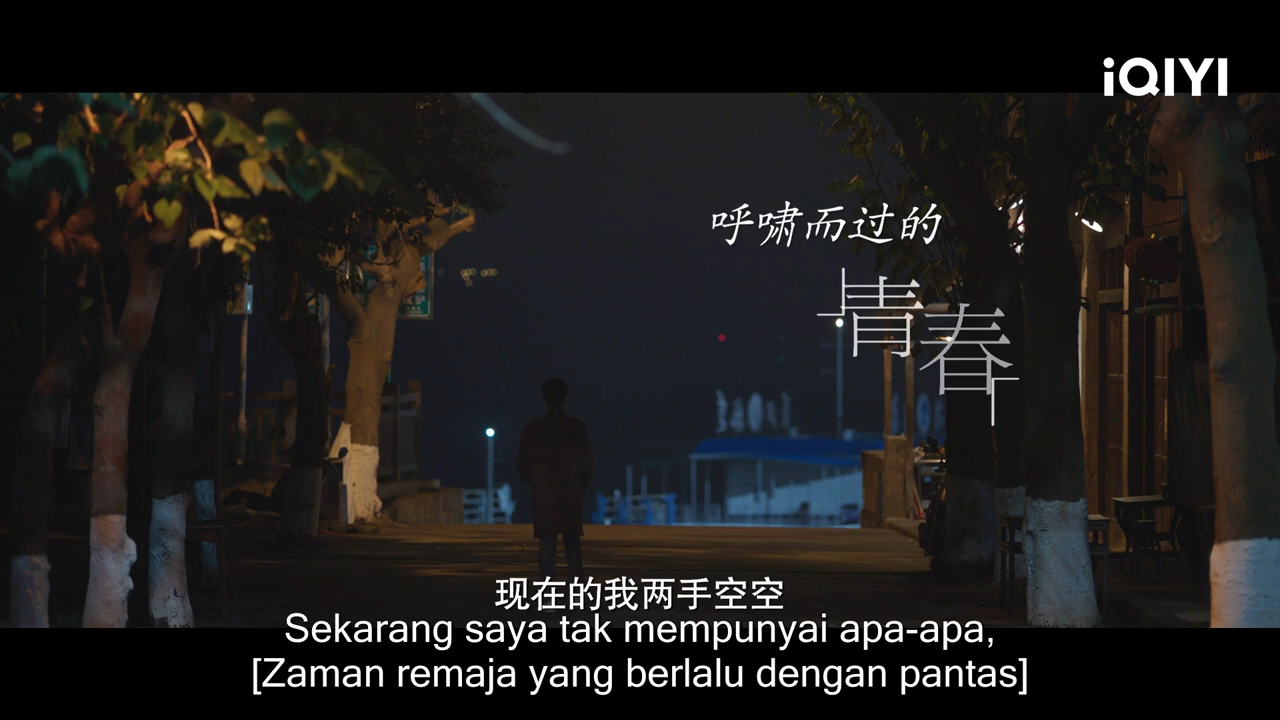 iQIYI
呼啸而过的
青春
现在的我两手空空
Sekarang saya tak mempunyai apa-apa,
[Zaman remaja yang berlalu dengan pantas]